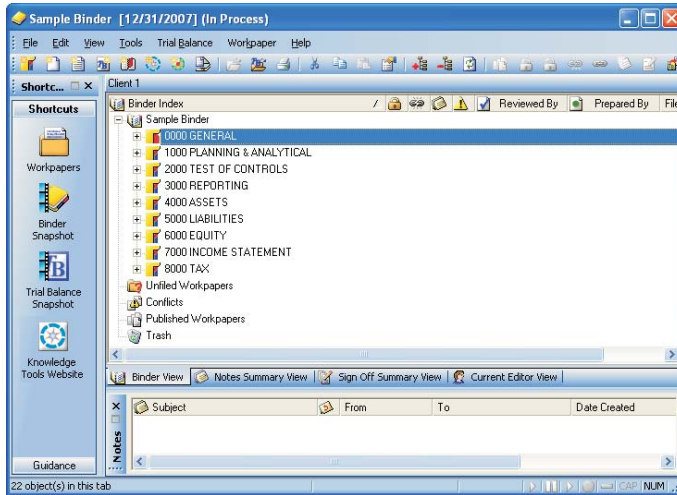 Sample Binder [12/31/2007] (In Process)
File Edit View Tools Trial Balance Workpaper Help
Shortc...
Client 1
Shortcuts
Binder Index / Reviewed By Prepared By File
Sample Binder
0000 GENERAL
1000 PLANNING & ANALYTICAL
2000 TEST OF CONTROLS
3000 REPORTING
4000 ASSETS
5000 LIABILITIES
6000 EQUITY
7000 INCOME STATEMENT
8000 TAX
Unfiled Workpapers
Conflicts
Published Workpapers
Trash
Workpapers
Binder
Snapshot
Trial Balance
Snapshot
Knowledge
Tools Website
Guidance
Binder View Notes Summary View Sign Off Summary View Current Editor View
Notes
Subject From To Date Created
22 object(s) in this tab
CAP NUM